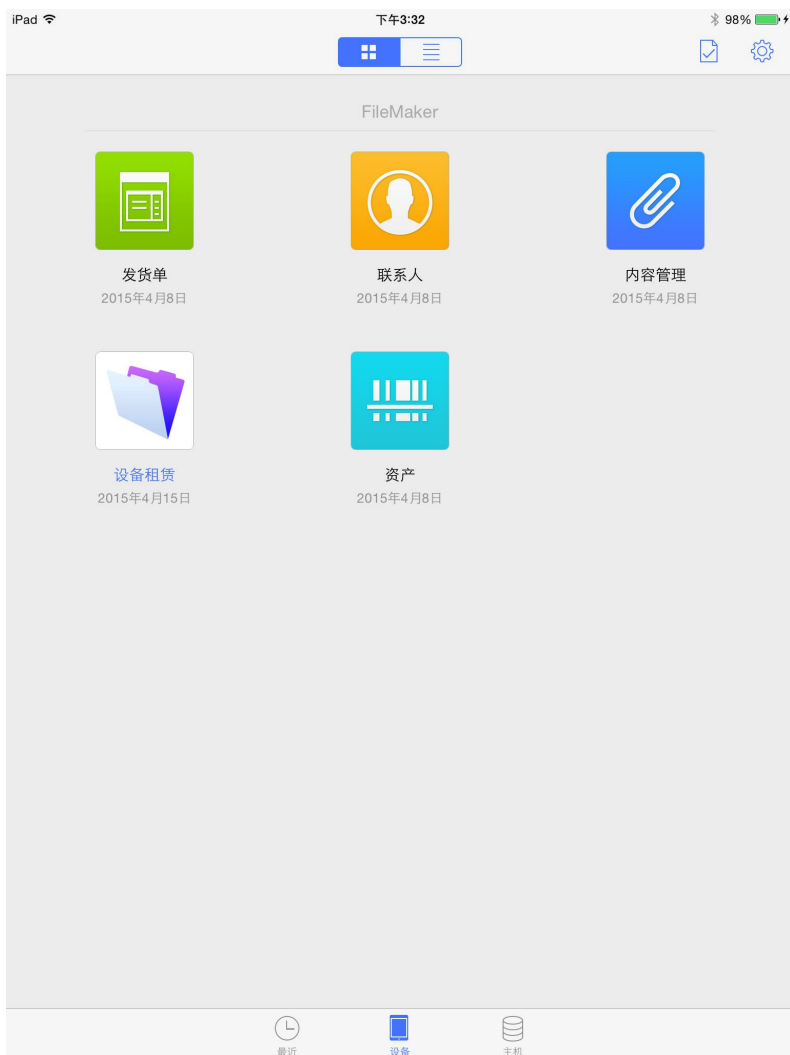 iPad 下午3:32 98%
FileMaker
发货单 联系人 内容管理
2015年4月8日 2015年4月8日 2015年4月8日
设备租赁 资产
2015年4月15日 2015年4月8日
最近 设备 主机